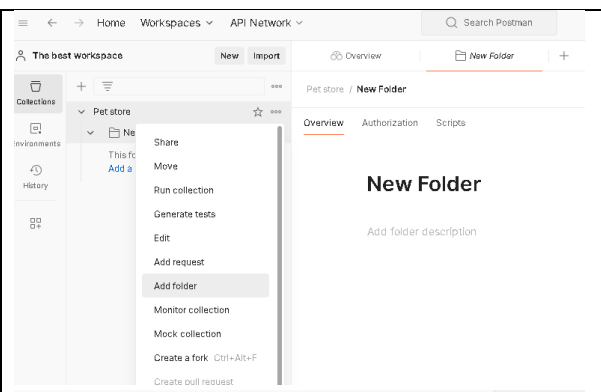 Home Workspaces API Network Search Postman
The best workspace New Import Overview New Folder
Collections
Environments
History
Pet store
Ne
This fo
Add a
Share
Move
Run collection
Generate tests
Edit
Add request
Add folder
Monitor collection
Mock collection
Create a fork Ctrl+Alt+F
Create pull request
Pet store / New Folder
Overview Authorization Scripts
New Folder
Add folder description